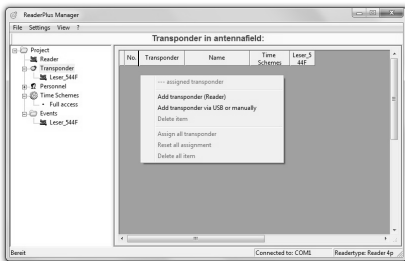 ReaderPlus Manager
File Settings View ?
Transponder in antennafield:
Project
Reader
Transponder
Leser_544F
Personnel
Time Schemes
Full access
Events
Leser_544F
No. Transponder Name Time Schemes Leser_5 44F
--- assigned transponder
Add transponder (Reader)
Add transponder via USB or manually
Delete item
Assign all transponder
Reset all assignment
Delete all item
Bereit Connected to: COM1 Readertype: Reader 4p